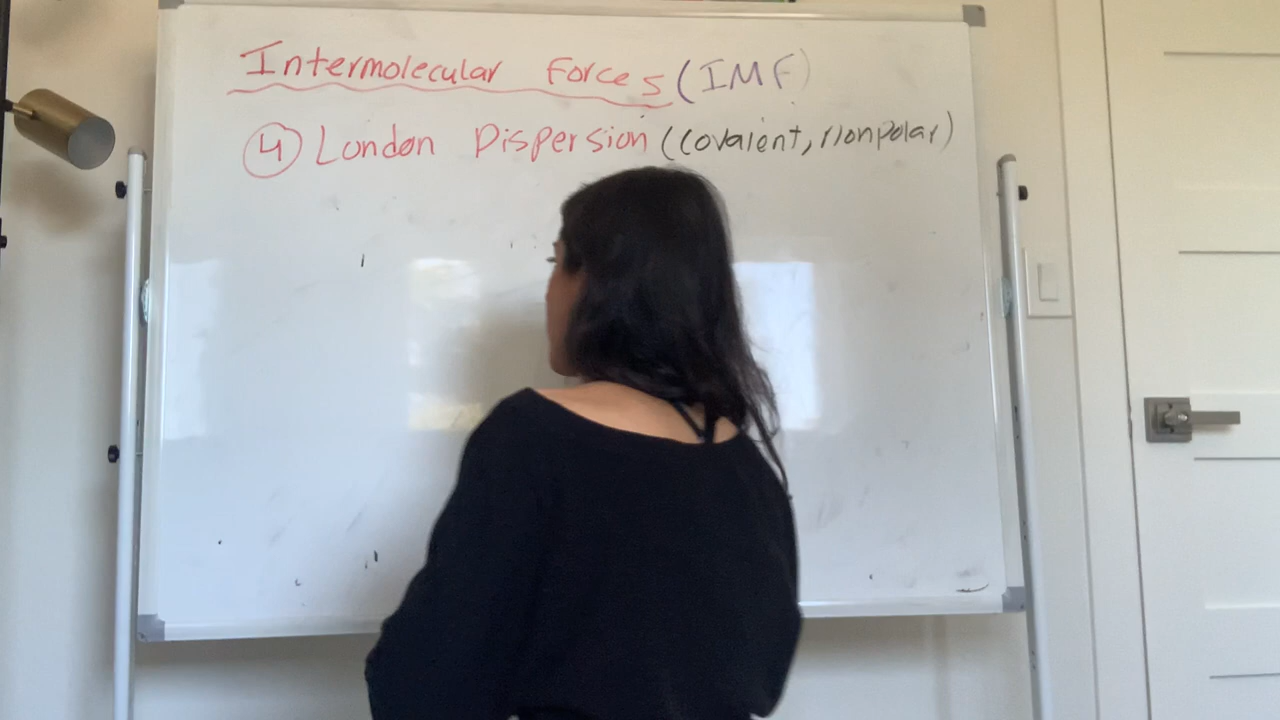 Intermolecular Forces (IMF)
④ London Dispersion (covalent, nonpolar)